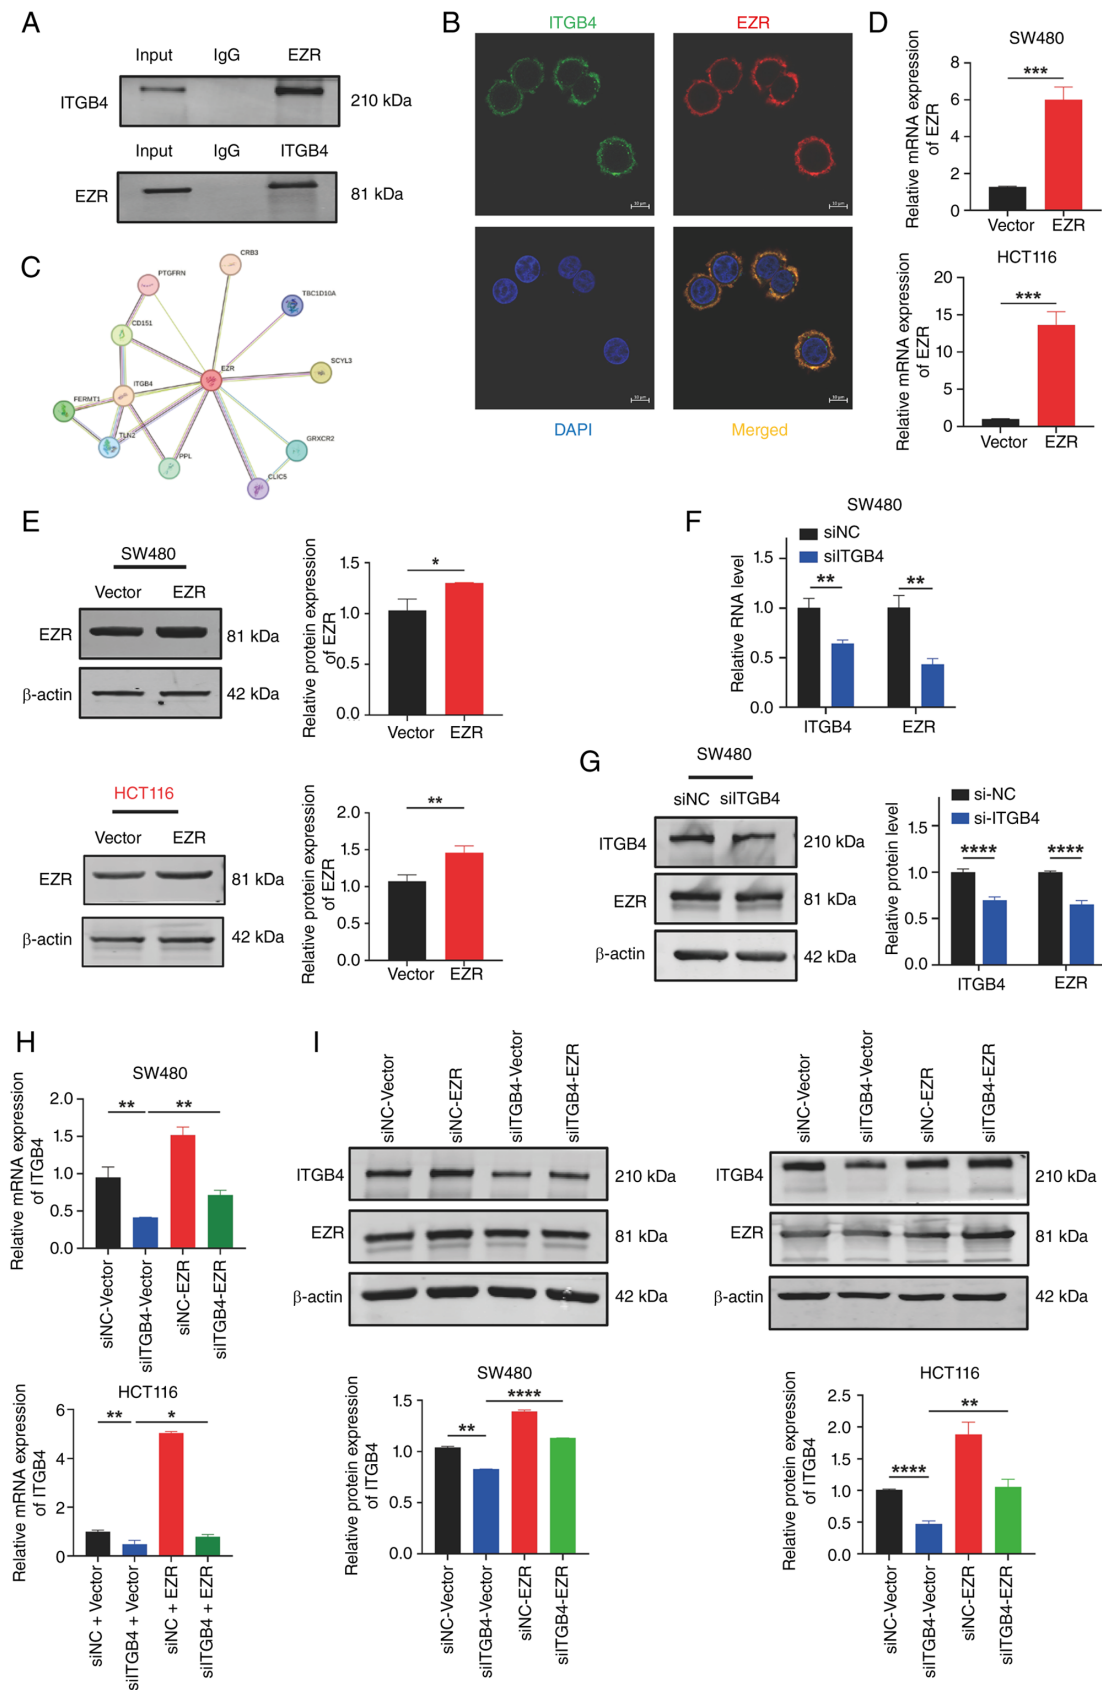 A
Input IgG EZR
ITGB4 210 kDa
Input IgG ITGB4
EZR 81 kDa
B
ITGB4 EZR
10 µm 10 µm
10 µm 10 µm
DAPI Merged
C
CRB3
PTGFRN
TBC1D10A
CD151
SCYL3
EZR
ITGB4
FERMT1
TLN2
GRXCR2
PPL
CLIC5
D
SW480
Relative mRNA expression
of EZR
8
6
4
2
0
***
Vector EZR
HCT116
Relative mRNA expression
of EZR
20
15
10
5
0
***
Vector EZR
E
SW480
Vector EZR
EZR 81 kDa
β-actin 42 kDa
Relative protein expression
of EZR
1.5
1.0
0.5
0.0
*
Vector EZR
HCT116
Vector EZR
EZR 81 kDa
β-actin 42 kDa
Relative protein expression
of EZR
2.0
1.5
1.0
0.5
0.0
**
Vector EZR
F
SW480
siNC
siITGB4
Relative RNA level
1.5
1.0
0.5
0.0
** **
ITGB4 EZR
G
SW480
siNC siITGB4
ITGB4 210 kDa
EZR 81 kDa
β-actin 42 kDa
si-NC
si-ITGB4
Relative protein level
1.5
1.0
0.5
0.0
**** ****
ITGB4 EZR
H
SW480
Relative mRNA expression
of ITGB4
2.0
1.5
1.0
0.5
0.0
** **
siNC-Vector
siITGB4-Vector
siNC-EZR
siITGB4-EZR
HCT116
Relative mRNA expression
of ITGB4
6
4
2
0
** *
siNC + Vector
siITGB4 + Vector
siNC + EZR
siITGB4 + EZR
I
siNC-Vector
siNC-EZR
siITGB4-Vector
siITGB4-EZR
ITGB4 210 kDa
EZR 81 kDa
β-actin 42 kDa
siNC-Vector
siITGB4-Vector
siNC-EZR
siITGB4-EZR
ITGB4 210 kDa
EZR 81 kDa
β-actin 42 kDa
SW480
Relative protein expression
of ITGB4
1.5
1.0
0.5
0.0
** ****
siNC-Vector
siITGB4-Vector
siNC-EZR
siITGB4-EZR
HCT116
Relative protein expression
of ITGB4
2.5
2.0
1.5
1.0
0.5
0.0
**** **
siNC-Vector
siITGB4-Vector
siNC-EZR
siITGB4-EZR